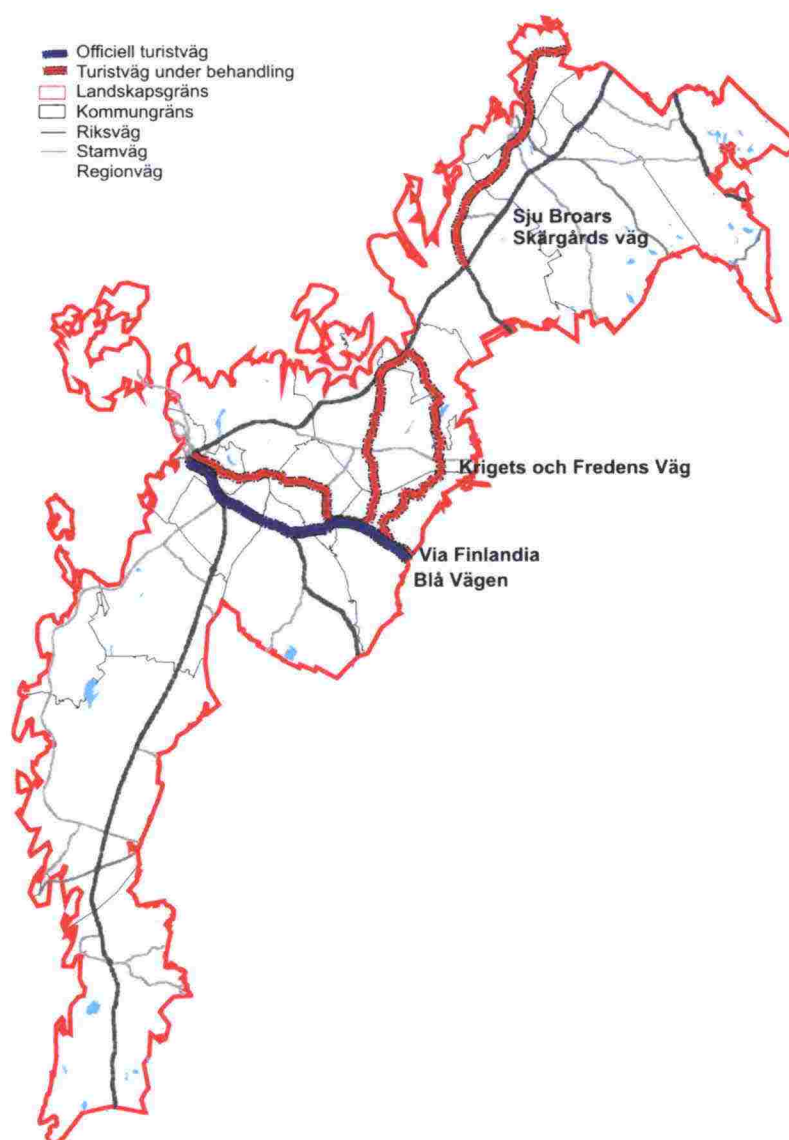 Officiell turistväg
Turistväg under behandling
Landskapsgräns
Kommungräns
Riksväg
Stamväg
Regionväg
Sju Broars
Skärgårds väg
Krigets och Fredens Väg
Via Finlandia
Blå Vägen